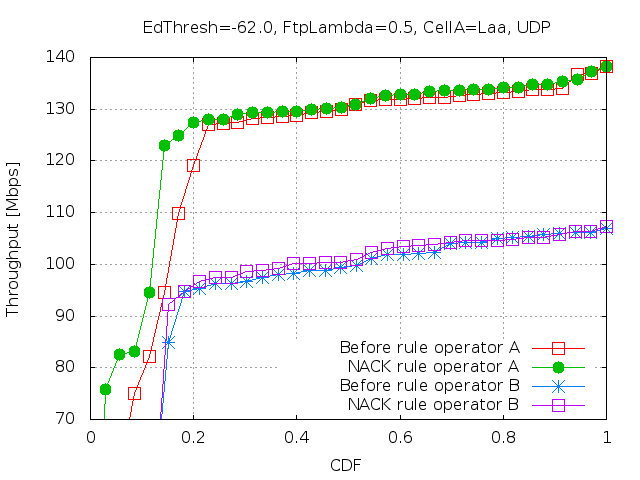 EdThresh=-62.0, FtpLambda=0.5, CellA=Laa, UDP
140
130
120
110
100
90
80
70
Throughput [Mbps]
Before rule operator A
NACK rule operator A
Before rule operator B
NACK rule operator B
0 0.2 0.4 0.6 0.8 1
CDF